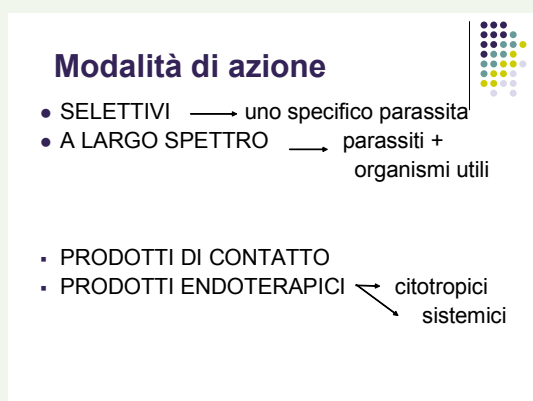 Modalità di azione
● SELETTIVI → uno specifico parassita
● A LARGO SPETTRO → parassiti +
organismi utili
▪ PRODOTTI DI CONTATTO
▪ PRODOTTI ENDOTERAPICI → citotropici
sistemici